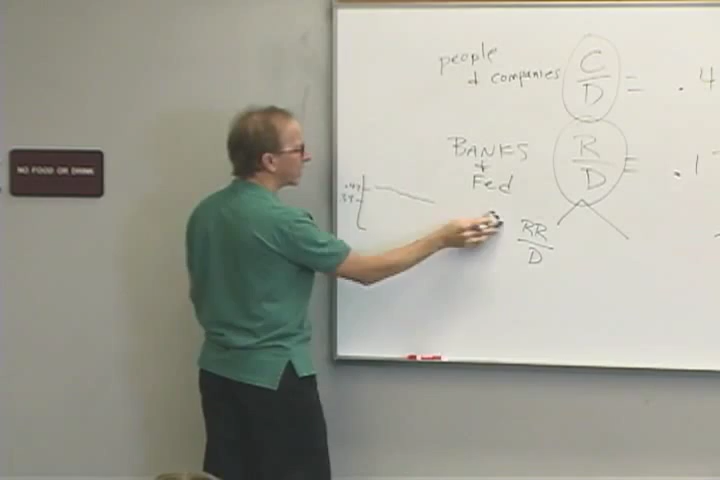 people
& companies
C
D
= .4
BANKS
&
Fed
R
D
= .1
RR
D
NO FOOD OR DRINK